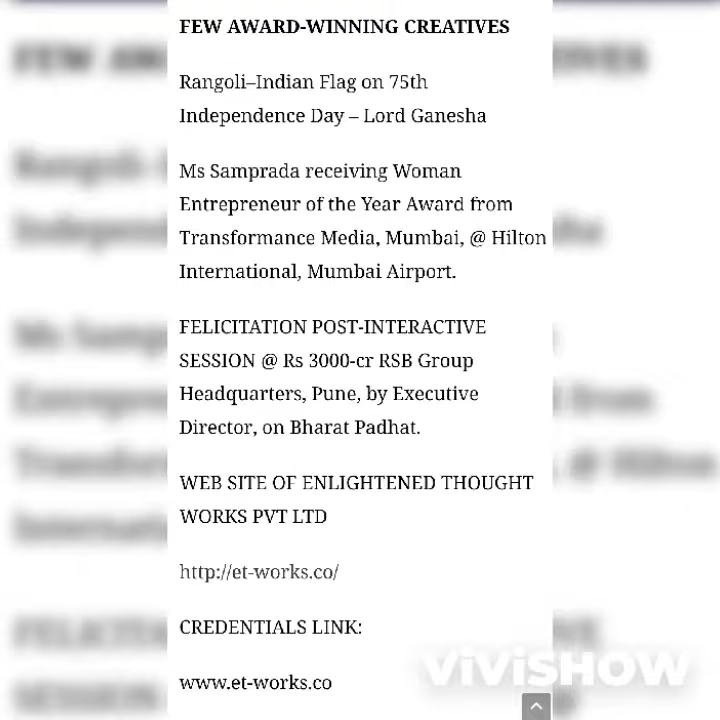 FEW AWARD-WINNING CREATIVES
Rangoli–Indian Flag on 75th
Independence Day – Lord Ganesha
Ms Samprada receiving Woman
Entrepreneur of the Year Award from
Transformance Media, Mumbai, @ Hilton
International, Mumbai Airport.
FELICITATION POST-INTERACTIVE
SESSION @ Rs 3000-cr RSB Group
Headquarters, Pune, by Executive
Director, on Bharat Padhat.
WEB SITE OF ENLIGHTENED THOUGHT
WORKS PVT LTD
http://et-works.co/
CREDENTIALS LINK:
www.et-works.co
ViViSHOW